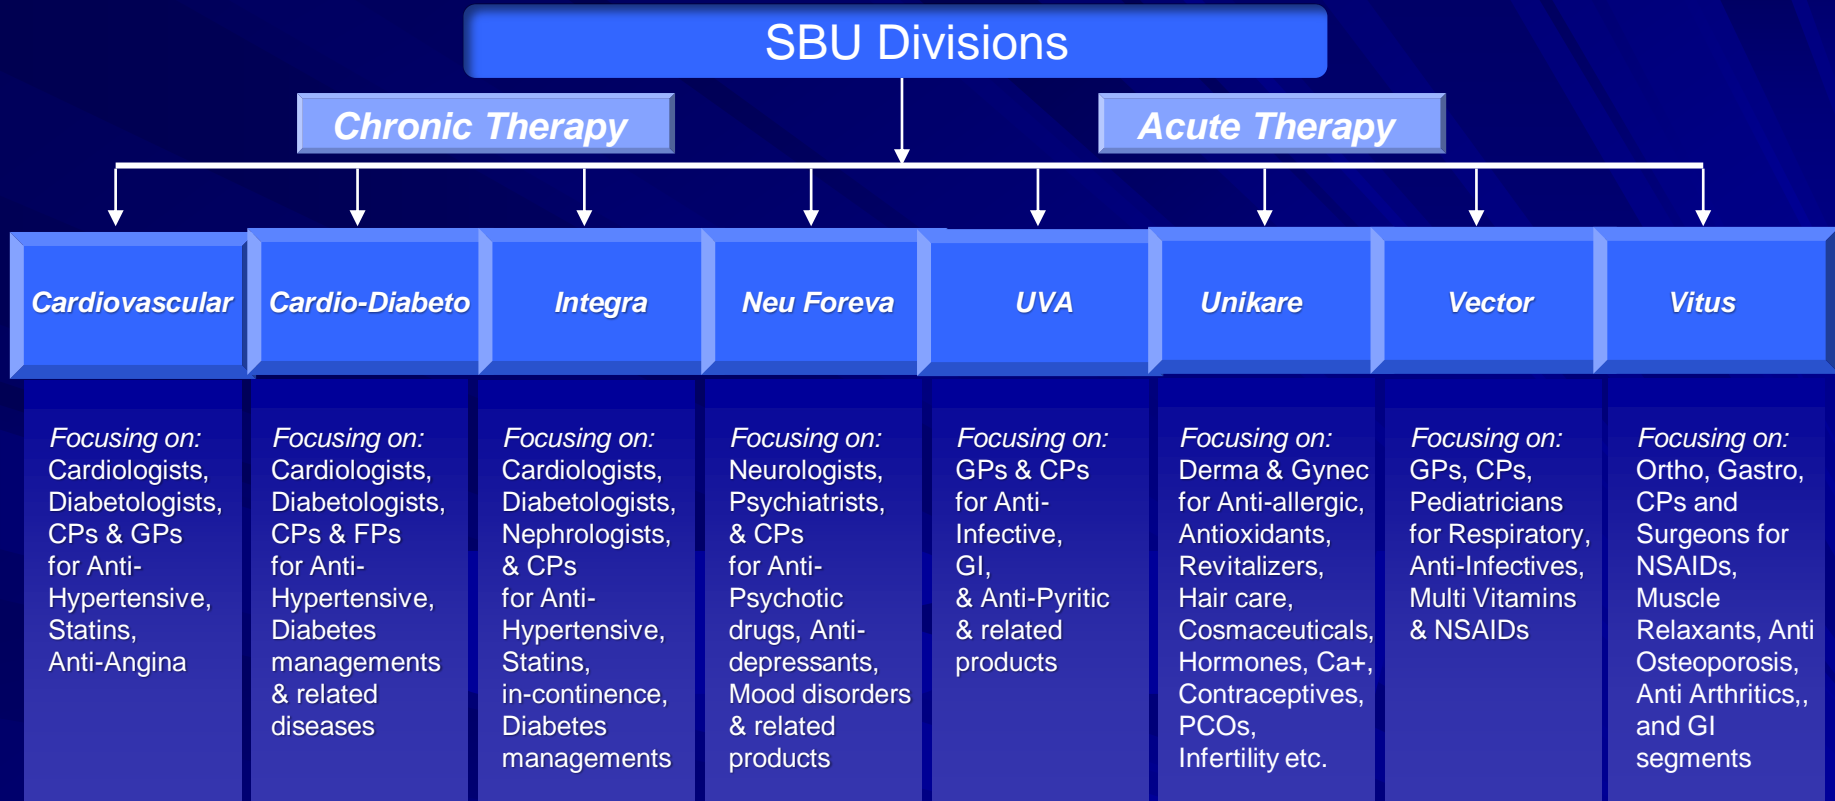 SBU Divisions
Chronic Therapy
Acute Therapy
Cardiovascular
Cardio-Diabeto
Integra
Neu Foreva
UVA
Unikare
Vector
Vitus
Focusing on:
Cardiologists,
Diabetologists,
CPs & GPs
for Anti-
Hypertensive,
Statins,
Anti-Angina
Focusing on:
Cardiologists,
Diabetologists,
CPs & FPs
for Anti-
Hypertensive,
Diabetes
managements
& related
diseases
Focusing on:
Cardiologists,
Diabetologists,
Nephrologists,
& CPs
for Anti-
Hypertensive,
Statins,
in-continence,
Diabetes
managements
Focusing on:
Neurologists,
Psychiatrists,
& CPs
for Anti-
Psychotic
drugs, Anti-
depressants,
Mood disorders
& related
products
Focusing on:
GPs & CPs
for Anti-
Infective,
GI,
& Anti-Pyritic
& related
products
Focusing on:
Derma & Gynec
for Anti-allergic,
Antioxidants,
Revitalizers,
Hair care,
Cosmaceuticals,
Hormones, Ca+,
Contraceptives,
PCOs,
Infertility etc.
Focusing on:
GPs, CPs,
Pediatricians
for Respiratory,
Anti-Infectives,
Multi Vitamins
& NSAIDs
Focusing on:
Ortho, Gastro,
CPs and
Surgeons for
NSAIDs,
Muscle
Relaxants, Anti
Osteoporosis,
Anti Arthritics,,
and GI
segments